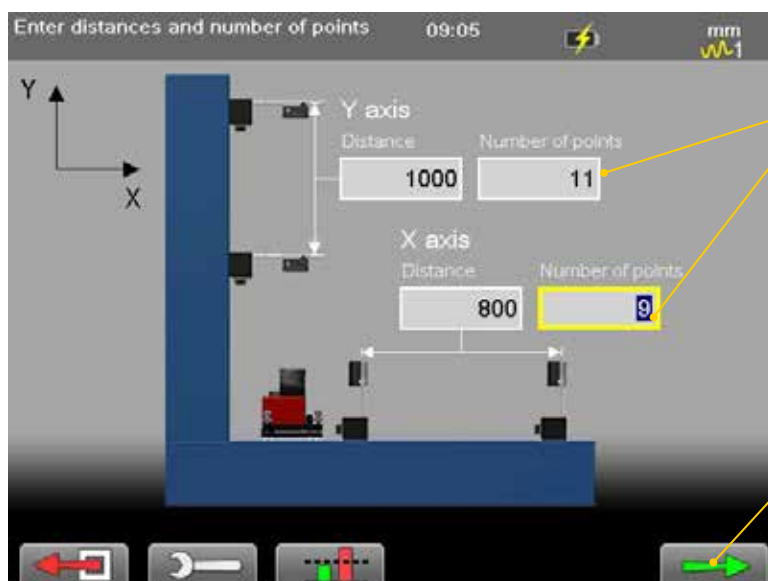 Enter distances and number of points 09:05 mm
1
Y
X
Y axis
Distance Number of points
1000 11
X axis
Distance Number of points
800 9